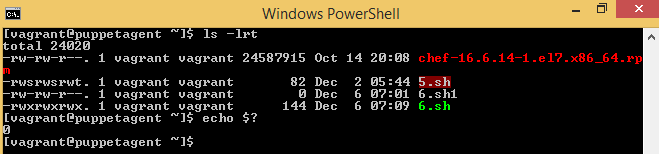 Windows PowerShell
[vagrant@puppetagent ~]$ ls -lrt
total 24020
-rw-rw-r--. 1 vagrant vagrant 24587915 Oct 14 20:08 chef-16.6.14-1.el7.x86_64.rp
m
-rwsrwsrwt. 1 vagrant vagrant       82 Dec  2 05:44 5.sh
-rw-rw-r--. 1 vagrant vagrant        0 Dec  6 07:01 6.sh1
-rwxrwxrwx. 1 vagrant vagrant      144 Dec  6 07:09 6.sh
[vagrant@puppetagent ~]$ echo $?
0
[vagrant@puppetagent ~]$